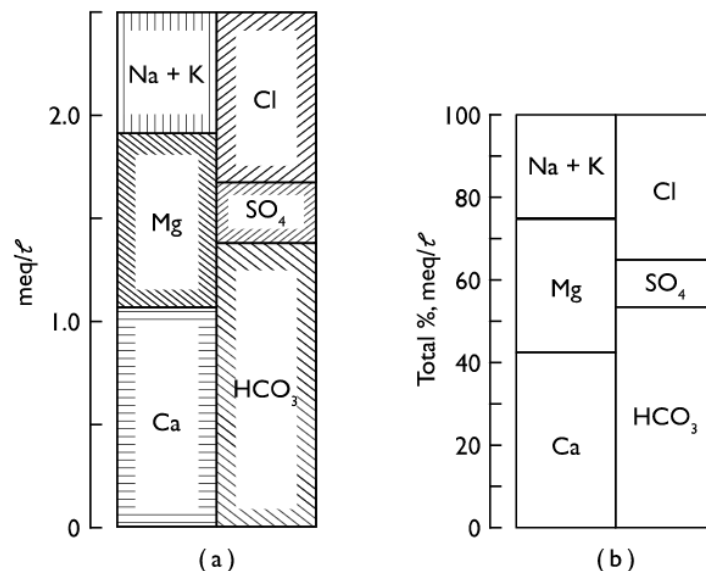 meq/ℓ
2.0
1.0
0
Na + K
Mg
Ca
Cl
SO₄
HCO₃
(a)
Total %, meq/ℓ
100
80
60
40
20
0
Na + K
Mg
Ca
Cl
SO₄
HCO₃
(b)